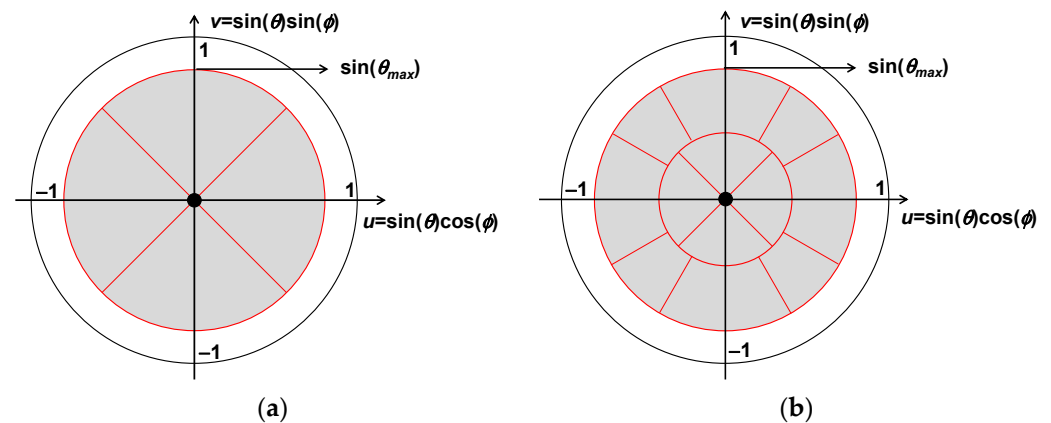 v=sin(θ)sin(ϕ)
1
sin(θmax)
–1
1
u=sin(θ)cos(ϕ)
–1
(a)
v=sin(θ)sin(ϕ)
1
sin(θmax)
–1
1
u=sin(θ)cos(ϕ)
–1
(b)